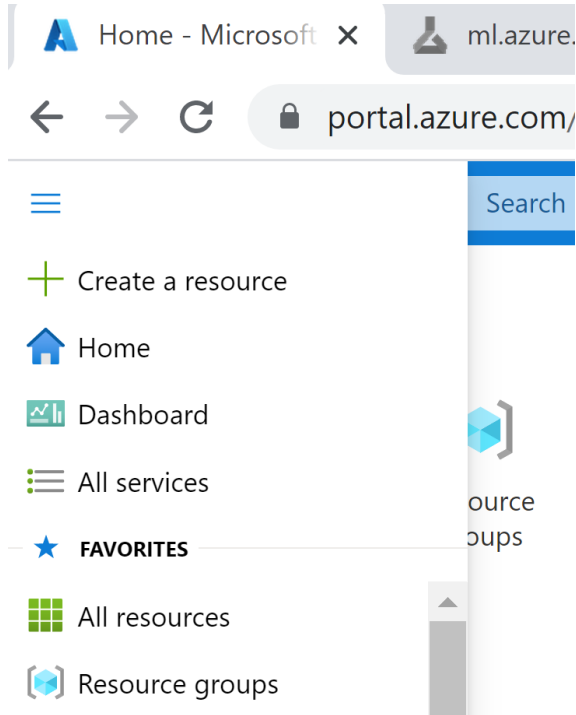 Home - Microsoft
ml.azure.
portal.azure.com/
Search
Create a resource
Home
Dashboard
All services
FAVORITES
All resources
Resource groups
ource
oups